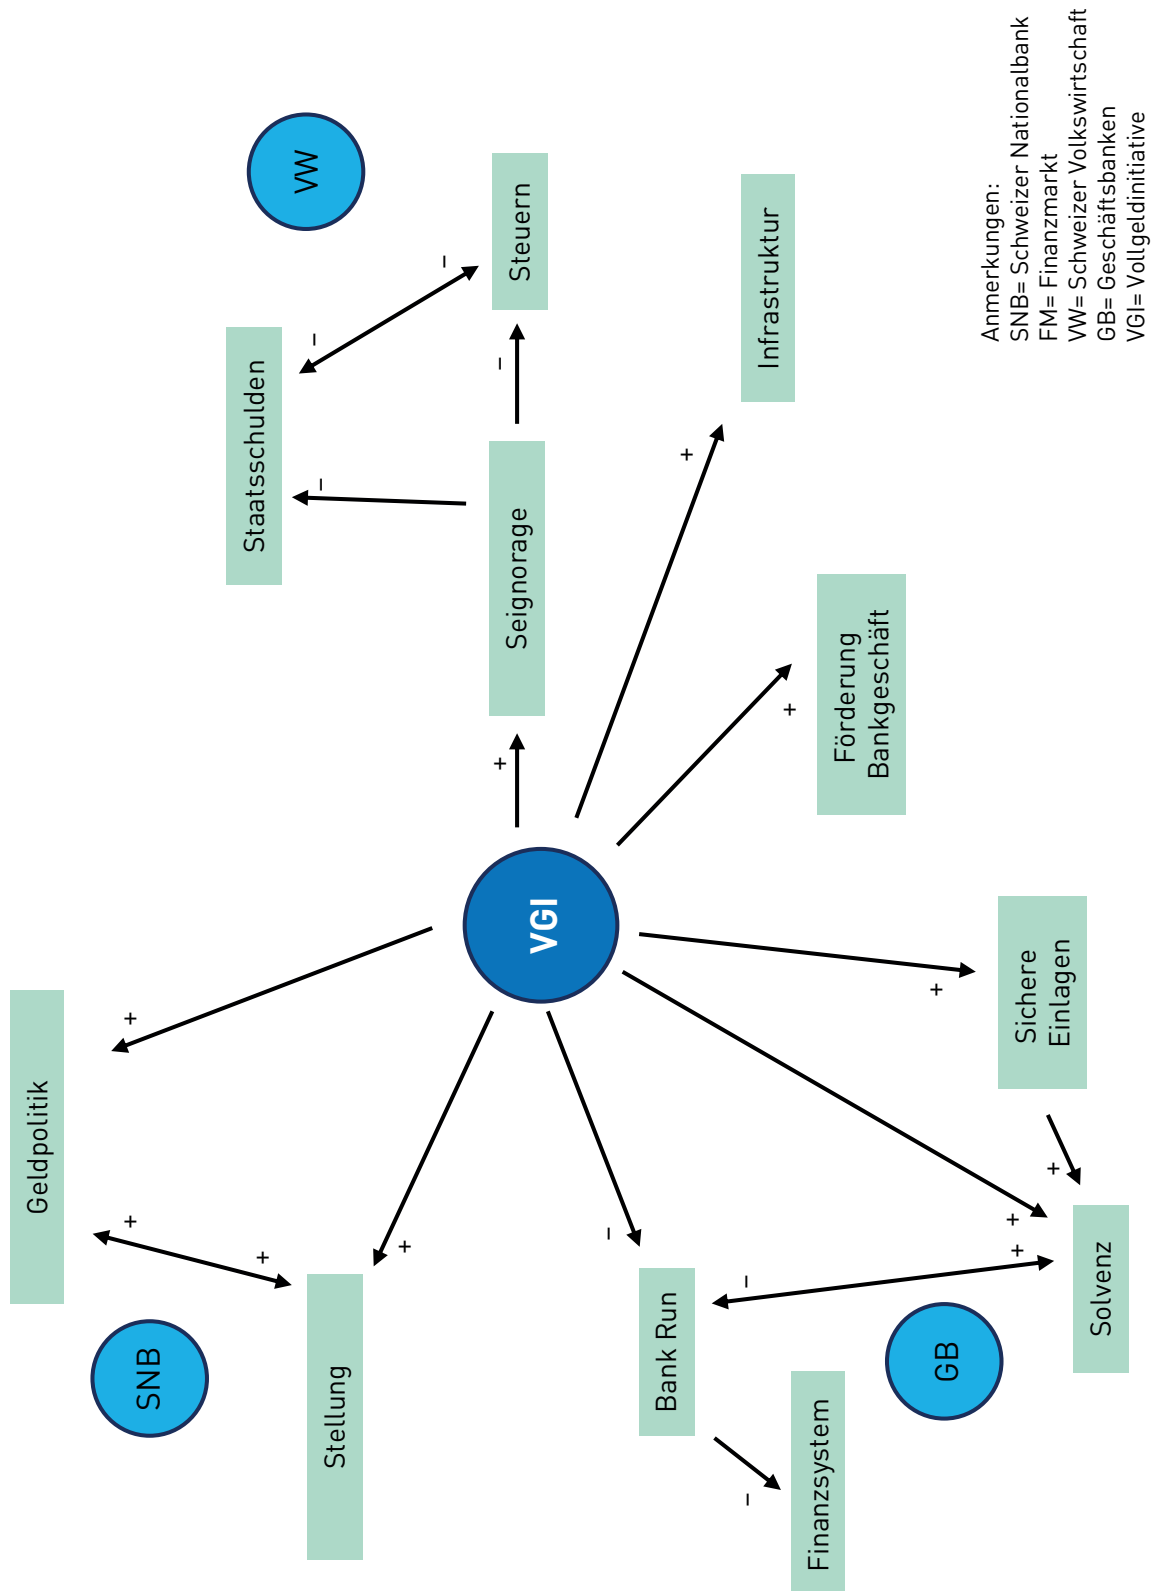 Geldpolitik
+
+
SNB
Staatsschulden
+
VW
–
–
Stellung
+
–
+
–
Seignorage
Steuern
VGI
–
Bank Run
+
–
–
Infrastruktur
+
Finanzsystem
Förderung
Bankgeschäft
+
GB
+
+
Sichere
Einlagen
+
Solvenz
Anmerkungen:
SNB= Schweizer Nationalbank
FM= Finanzmarkt
VW= Schweizer Volkswirtschaft
GB= Geschäftsbanken
VGI= Vollgeldinitiative